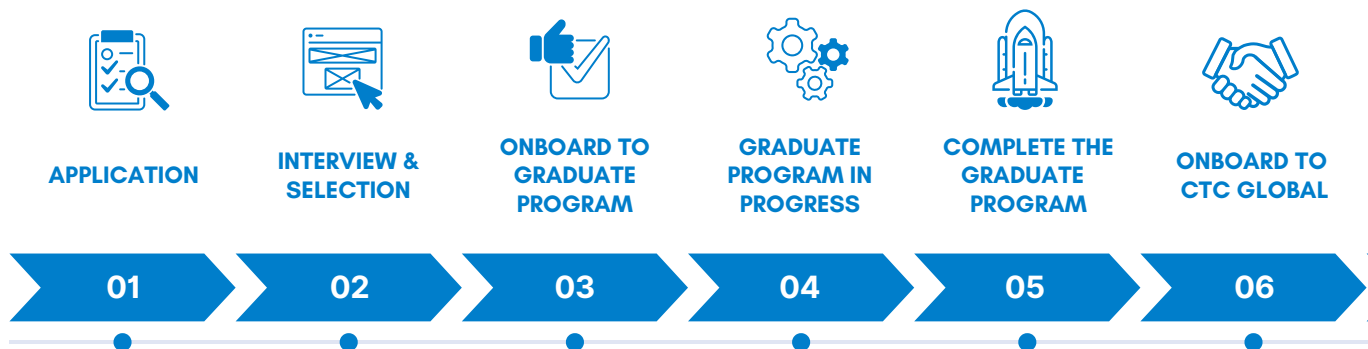 APPLICATION
INTERVIEW &
SELECTION
ONBOARD TO
GRADUATE
PROGRAM
GRADUATE
PROGRAM IN
PROGRESS
COMPLETE THE
GRADUATE
PROGRAM
ONBOARD TO
CTC GLOBAL
01
02
03
04
05
06